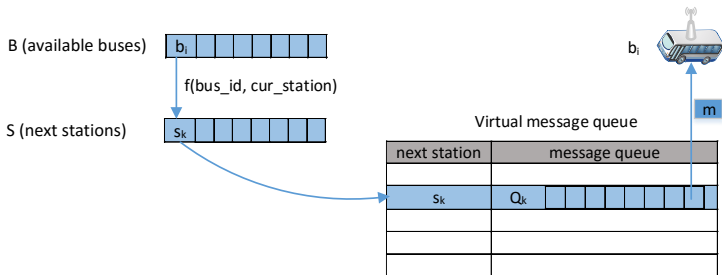 B (available buses)
bᵢ
bᵢ
f(bus_id, cur_station)
S (next stations)
sₖ
m
Virtual message queue
next station
message queue
sₖ
Qₖ